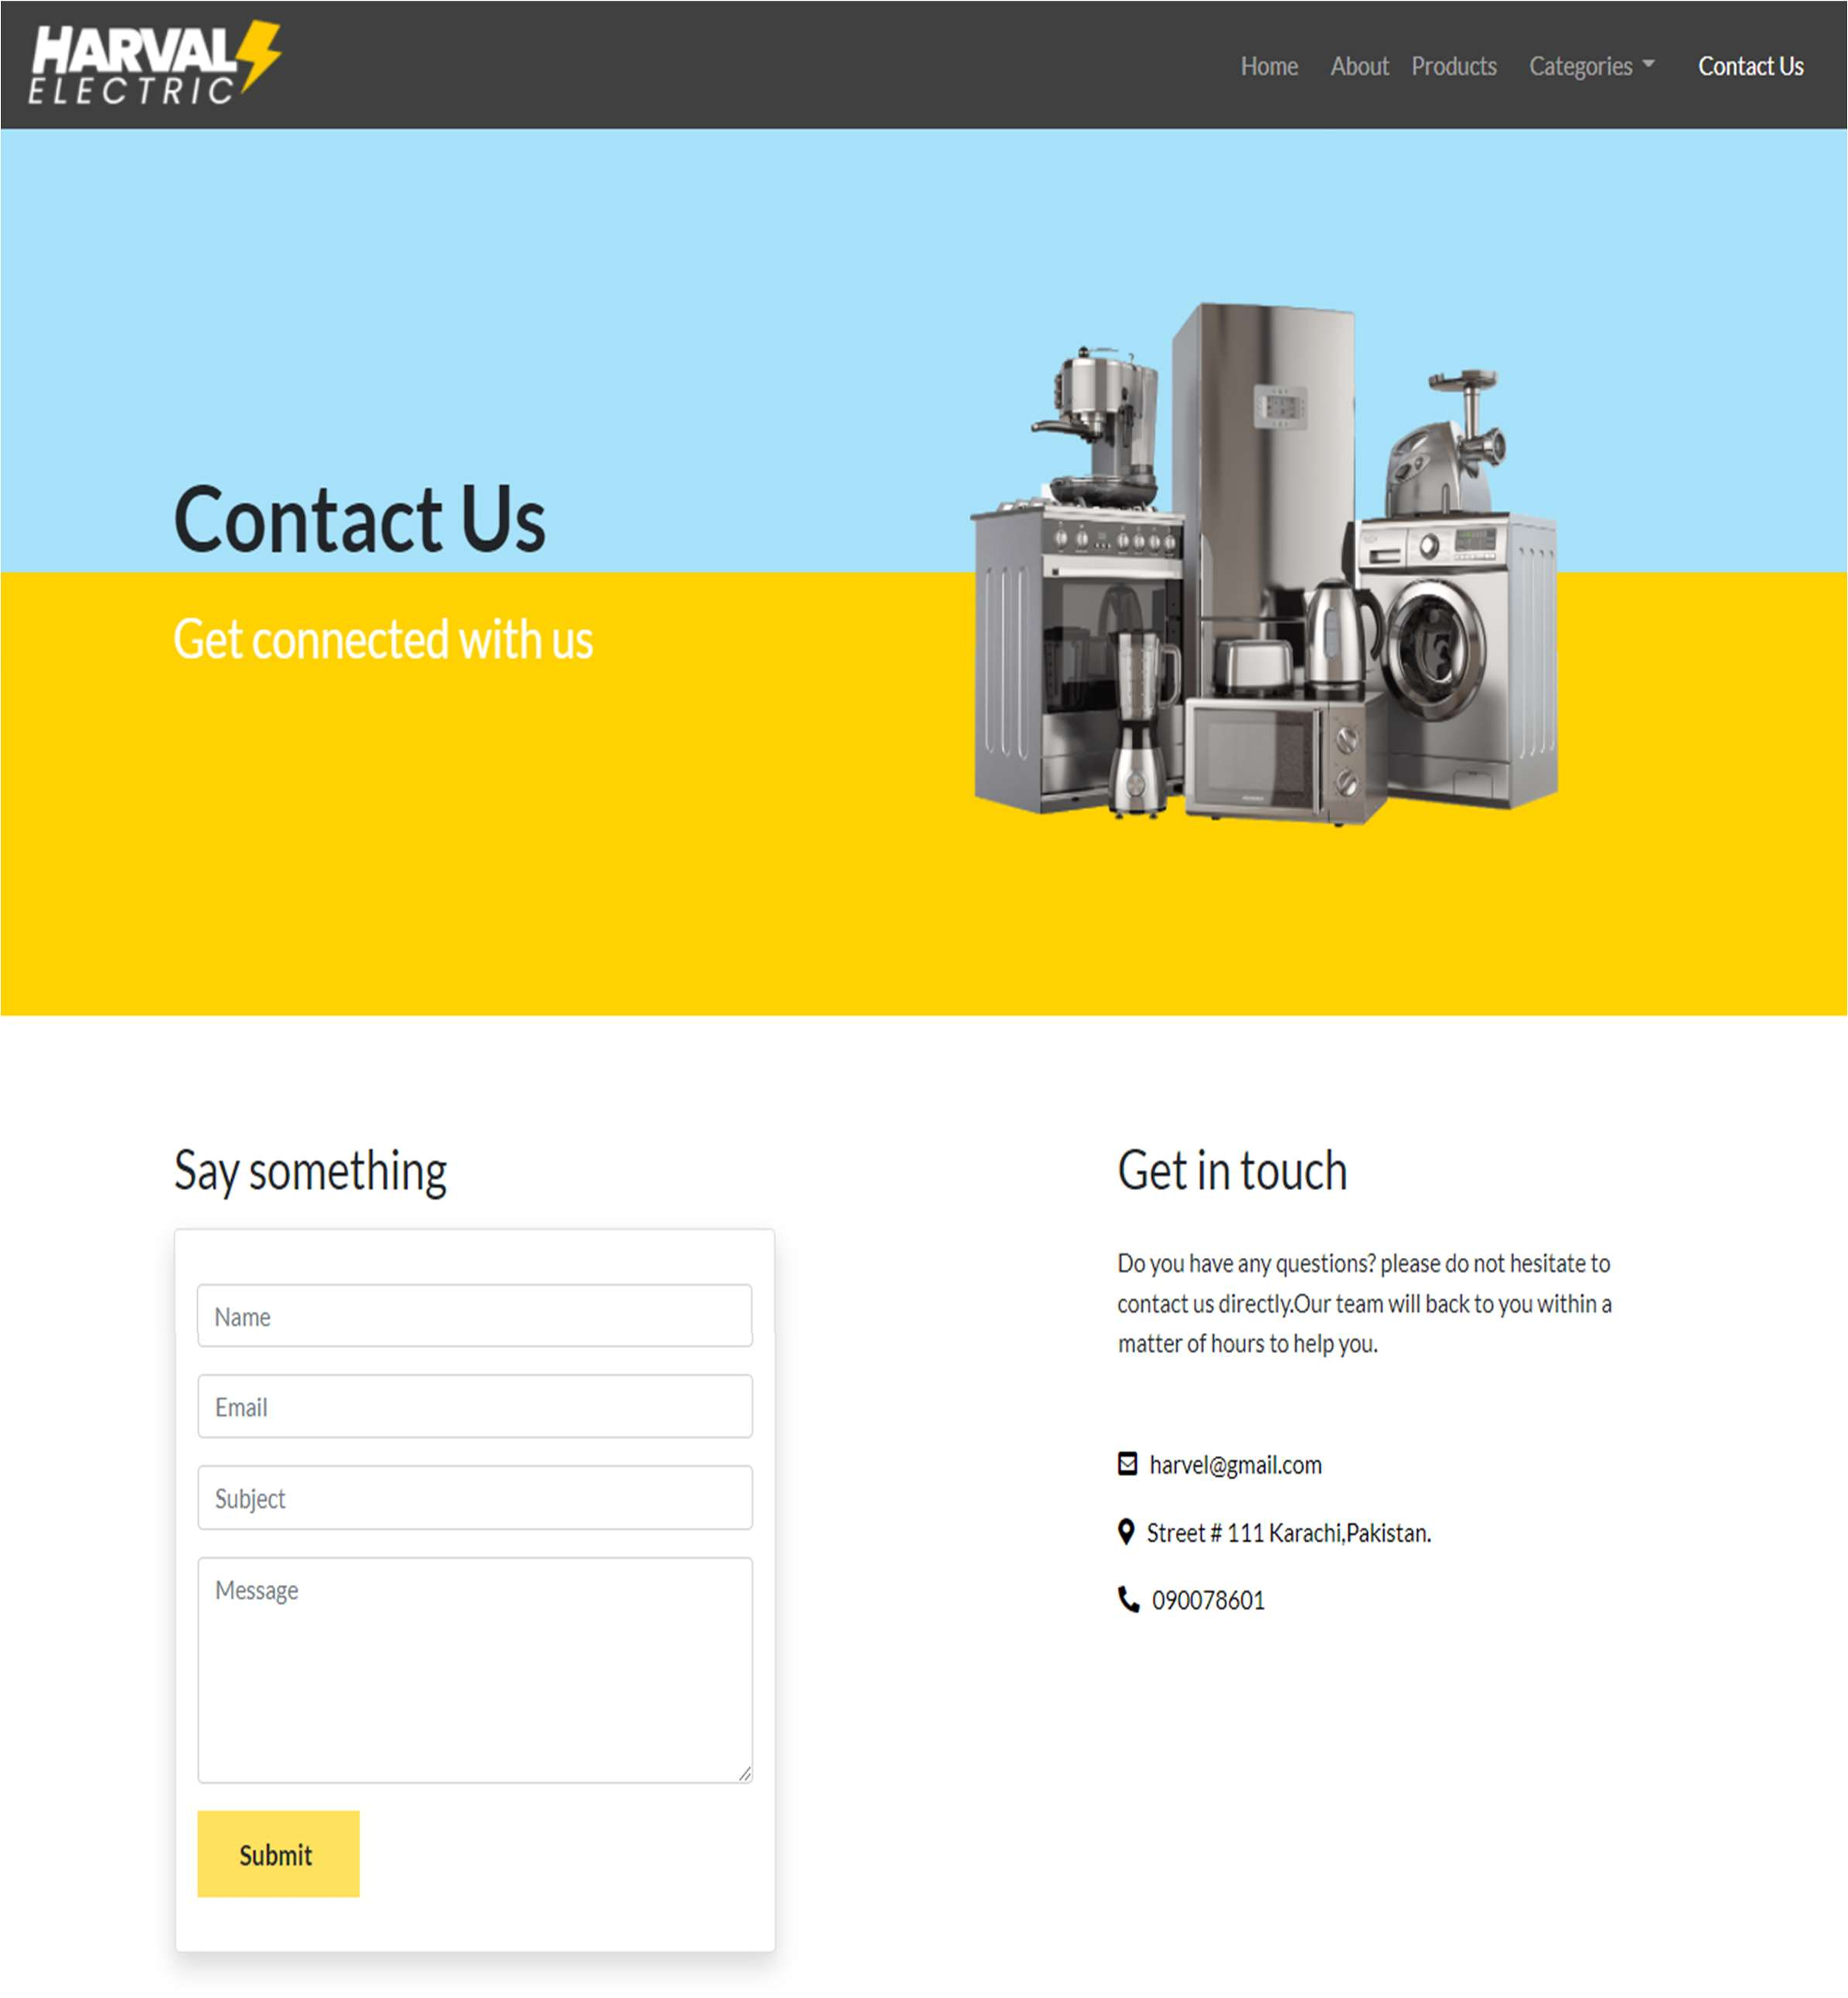 HARVAL
ELECTRIC
Home About Products Categories Contact Us
Contact Us
Get connected with us
Say something
Name
Email
Subject
Message
Submit
Get in touch
Do you have any questions? please do not hesitate to
contact us directly.Our team will back to you within a
matter of hours to help you.
harvel@gmail.com
Street # 111 Karachi,Pakistan.
090078601